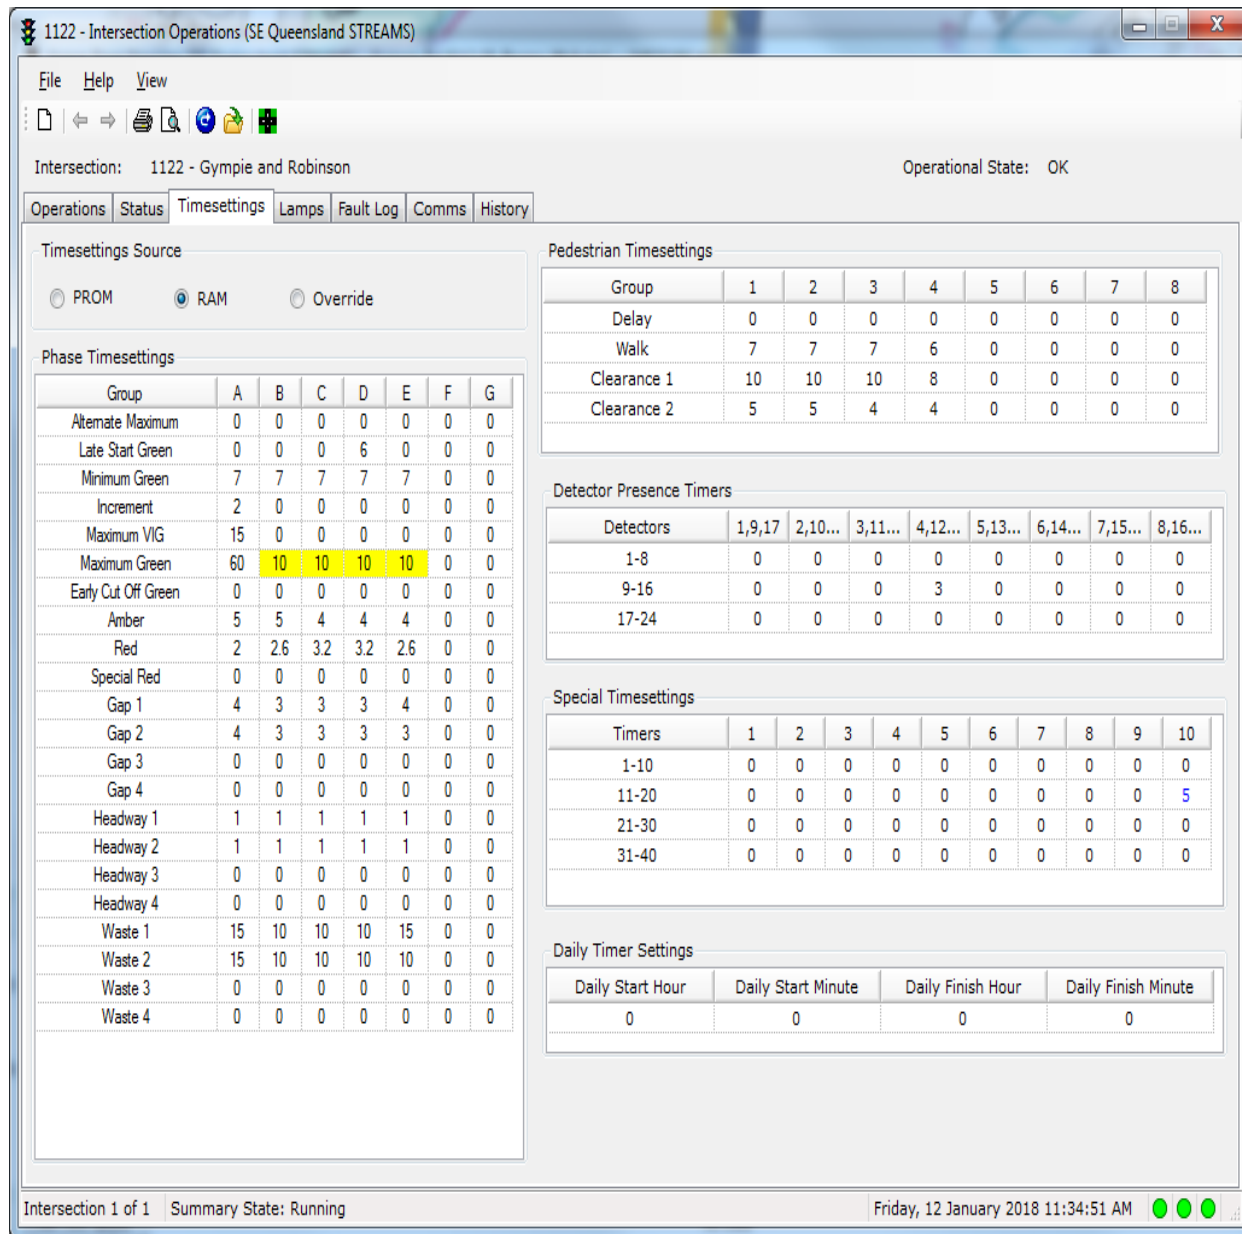 1122 - Intersection Operations (SE Queensland STREAMS)
File Help View
Intersection: 1122 - Gympie and Robinson Operational State: OK
Operations Status Timesettings Lamps Fault Log Comms History
Timesettings Source
PROM RAM Override
Phase Timesettings
Group A B C D E F G
Alternate Maximum 0 0 0 0 0 0 0
Late Start Green 0 0 0 6 0 0 0
Minimum Green 7 7 7 7 7 0 0
Increment 2 0 0 0 0 0 0
Maximum VIG 15 0 0 0 0 0 0
Maximum Green 60 10 10 10 10 0 0
Early Cut Off Green 0 0 0 0 0 0 0
Amber 5 5 4 4 4 0 0
Red 2 2.6 3.2 3.2 2.6 0 0
Special Red 0 0 0 0 0 0 0
Gap 1 4 3 3 3 4 0 0
Gap 2 4 3 3 3 3 0 0
Gap 3 0 0 0 0 0 0 0
Gap 4 0 0 0 0 0 0 0
Headway 1 1 1 1 1 1 0 0
Headway 2 1 1 1 1 1 0 0
Headway 3 0 0 0 0 0 0 0
Headway 4 0 0 0 0 0 0 0
Waste 1 15 10 10 10 15 0 0
Waste 2 15 10 10 10 10 0 0
Waste 3 0 0 0 0 0 0 0
Waste 4 0 0 0 0 0 0 0
Pedestrian Timesettings
Group 1 2 3 4 5 6 7 8
Delay 0 0 0 0 0 0 0 0
Walk 7 7 7 6 0 0 0 0
Clearance 1 10 10 10 8 0 0 0 0
Clearance 2 5 5 4 4 0 0 0 0
Detector Presence Timers
Detectors 1,9,17 2,10... 3,11... 4,12... 5,13... 6,14... 7,15... 8,16...
1-8 0 0 0 0 0 0 0 0
9-16 0 0 0 3 0 0 0 0
17-24 0 0 0 0 0 0 0 0
Special Timesettings
Timers 1 2 3 4 5 6 7 8 9 10
1-10 0 0 0 0 0 0 0 0 0 0
11-20 0 0 0 0 0 0 0 0 0 5
21-30 0 0 0 0 0 0 0 0 0 0
31-40 0 0 0 0 0 0 0 0 0 0
Daily Timer Settings
Daily Start Hour Daily Start Minute Daily Finish Hour Daily Finish Minute
0 0 0 0
Intersection 1 of 1 Summary State: Running Friday, 12 January 2018 11:34:51 AM